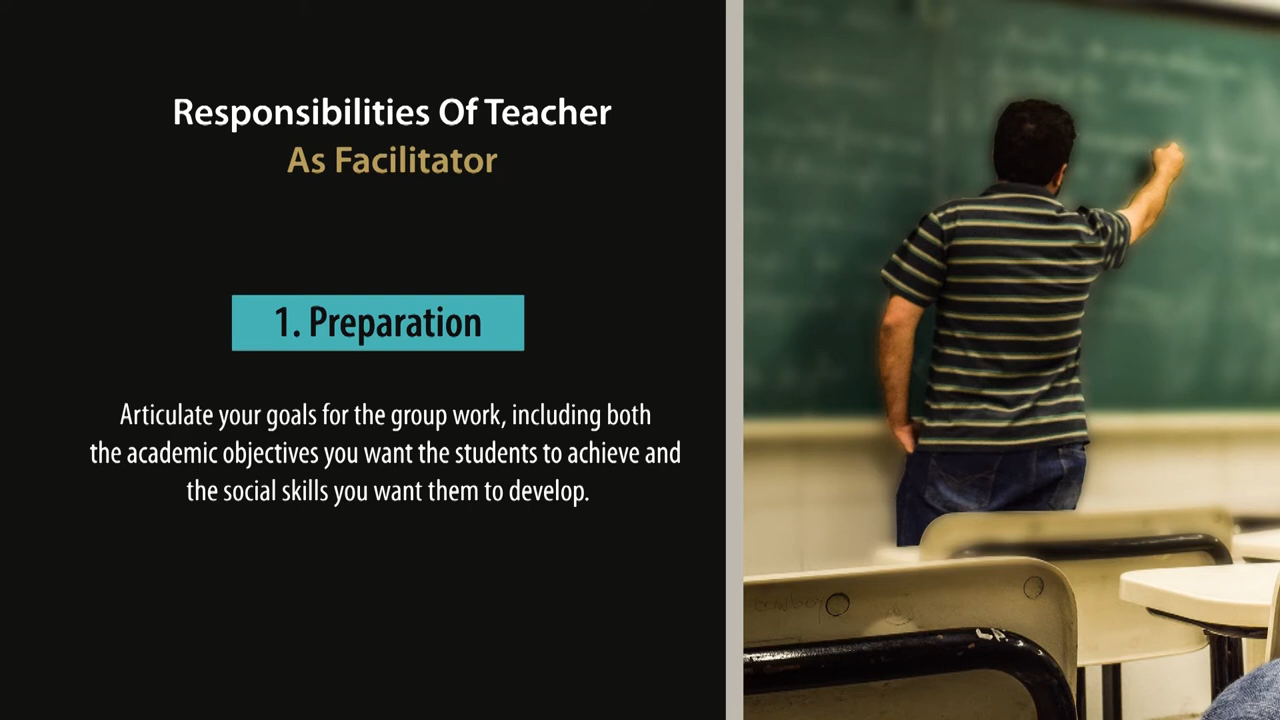 Responsibilities Of Teacher
As Facilitator
1. Preparation
Articulate your goals for the group work, including both
the academic objectives you want the students to achieve and
the social skills you want them to develop.